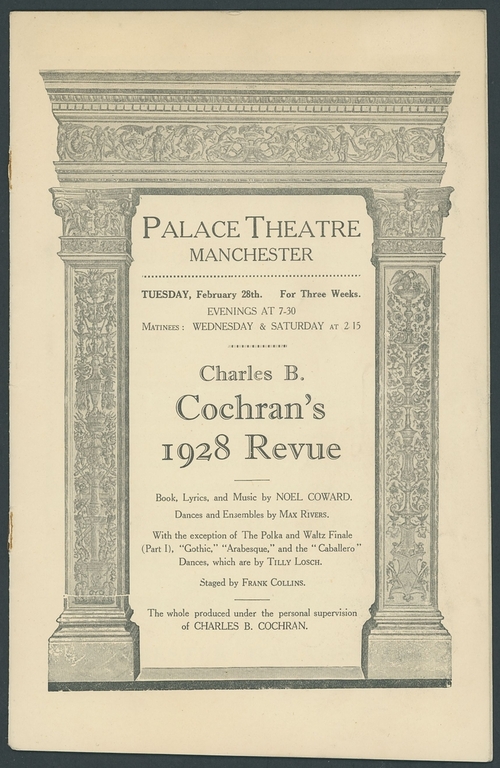 PALACE THEATRE
MANCHESTER
TUESDAY, February 28th. For Three Weeks.
EVENINGS AT 7-30
MATINEES: WEDNESDAY & SATURDAY AT 2 15
Charles B.
Cochran's
1928 Revue
Book, Lyrics, and Music by NOEL COWARD.
Dances and Ensembles by MAX RIVERS.
With the exception of The Polka and Waltz Finale
(Part I), "Gothic," "Arabesque," and the "Caballero"
Dances, which are by TILLY LOSCH.
Staged by FRANK COLLINS.
The whole produced under the personal supervision
of CHARLES B. COCHRAN.